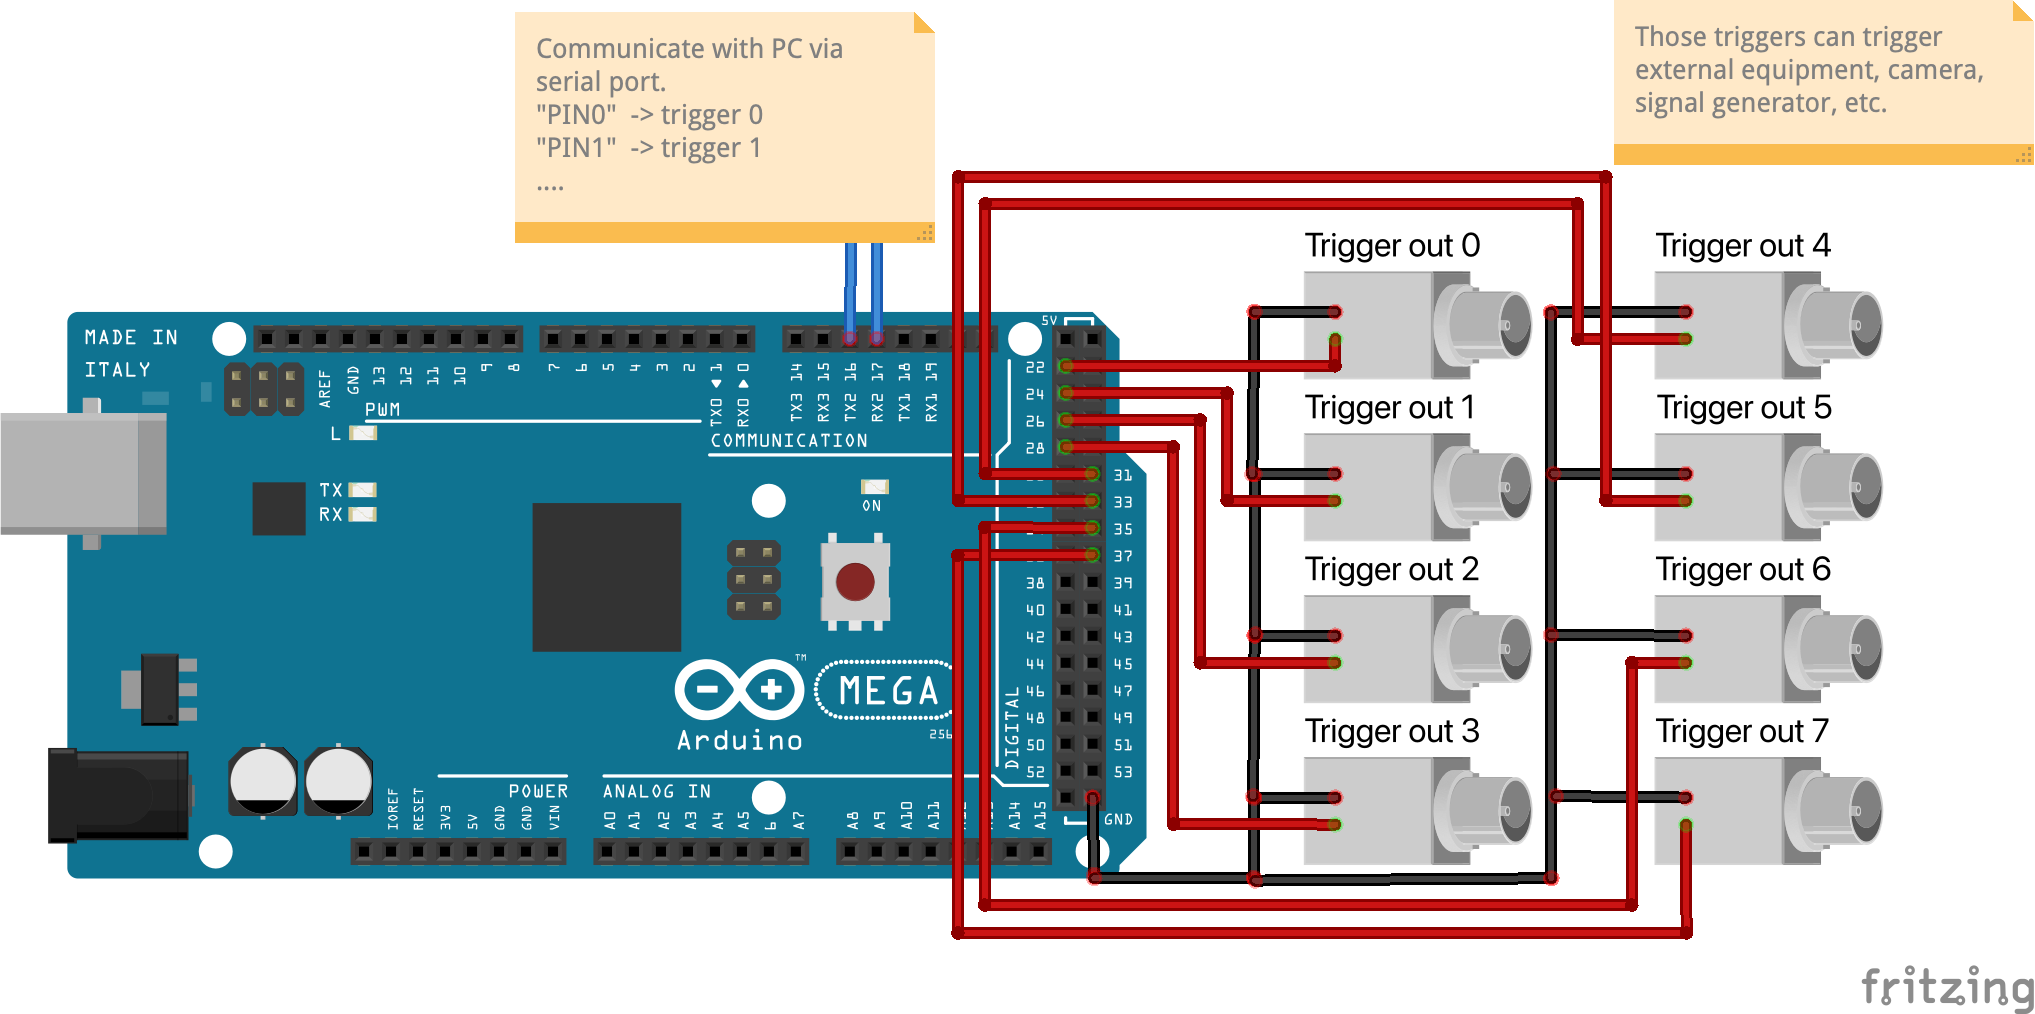 Communicate with PC via
serial port.
"PIN0" -> trigger 0
"PIN1" -> trigger 1
....
Those triggers can trigger
external equipment, camera,
signal generator, etc.
Trigger out 0
Trigger out 4
Trigger out 1
Trigger out 5
Trigger out 2
Trigger out 6
Trigger out 3
Trigger out 7
MADE IN
ITALY
AREF
GND
13
12
11
10
9
8
7
6
5
4
3
2
TX0 1
RX0 0
TX3 14
RX3 15
TX2 16
RX2 17
TX1 18
RX1 19
PWM
COMMUNICATION
L
TX
RX
ON
5V
22
24
26
28
31
33
35
37
38 39
40 41
42 43
44 45
46 47
48 49
50 51
52 53
GND
DIGITAL
TM
MEGA
256
Arduino
POWER
ANALOG IN
IOREF
RESET
3V3
5V
GND
GND
VIN
A0
A1
A2
A3
A4
A5
6
A7
A8
A9
A10
A11
A14
A15
fritzing